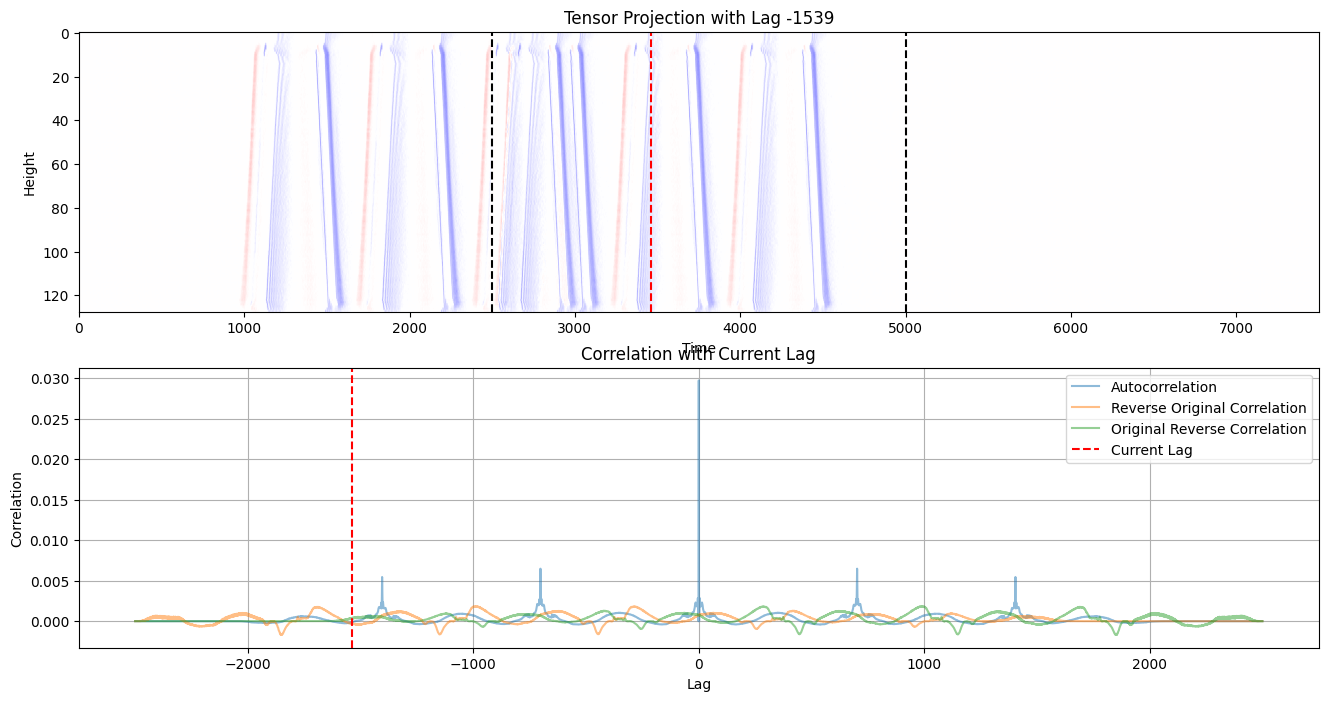 Tensor Projection with Lag -1539
Height
0
20
40
60
80
100
120
0 1000 2000 3000 4000 5000 6000 7000
Time
Correlation with Current Lag
Correlation
0.030
0.025
0.020
0.015
0.010
0.005
0.000
Autocorrelation
Reverse Original Correlation
Original Reverse Correlation
Current Lag
−2000 −1000 0 1000 2000
Lag